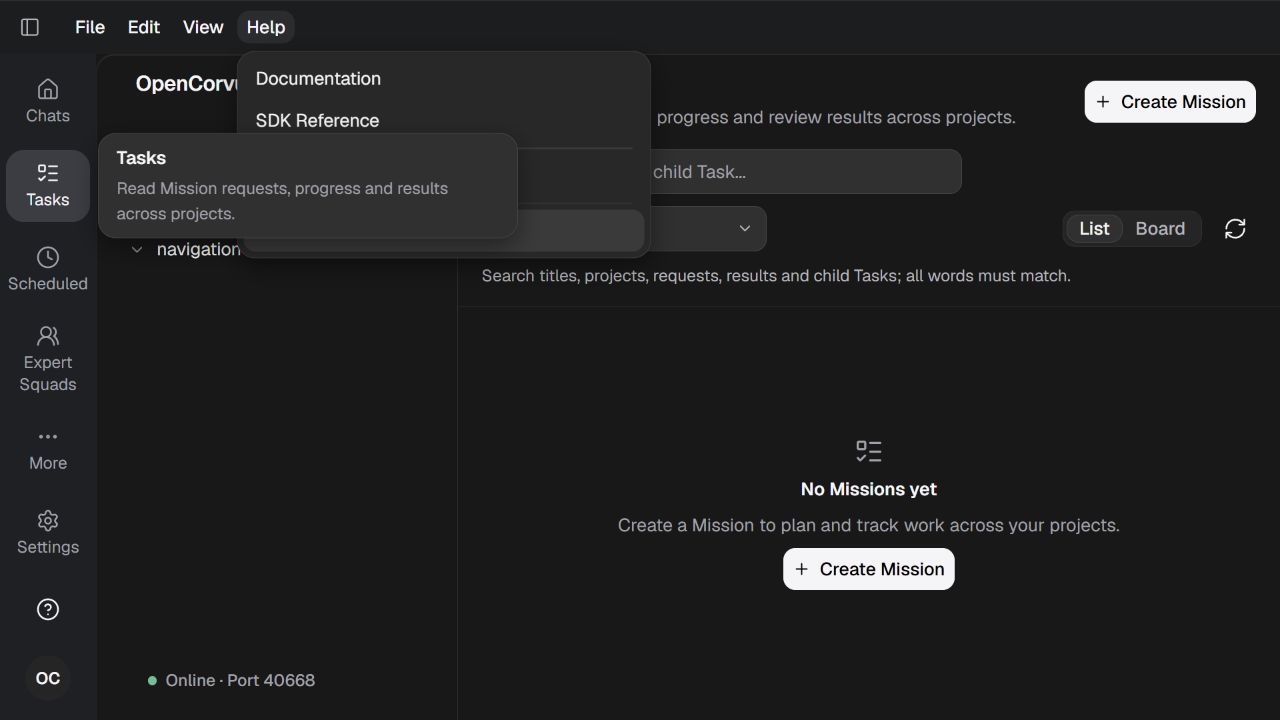 File Edit View Help
Documentation
SDK Reference
Chats
Tasks
Scheduled
Expert
Squads
More
Settings
OC
Tasks
Read Mission requests, progress and results
across projects.
navigation
Online · Port 40668
progress and review results across projects.
Create Mission
child Task...
List Board
Search titles, projects, requests, results and child Tasks; all words must match.
No Missions yet
Create a Mission to plan and track work across your projects.
Create Mission